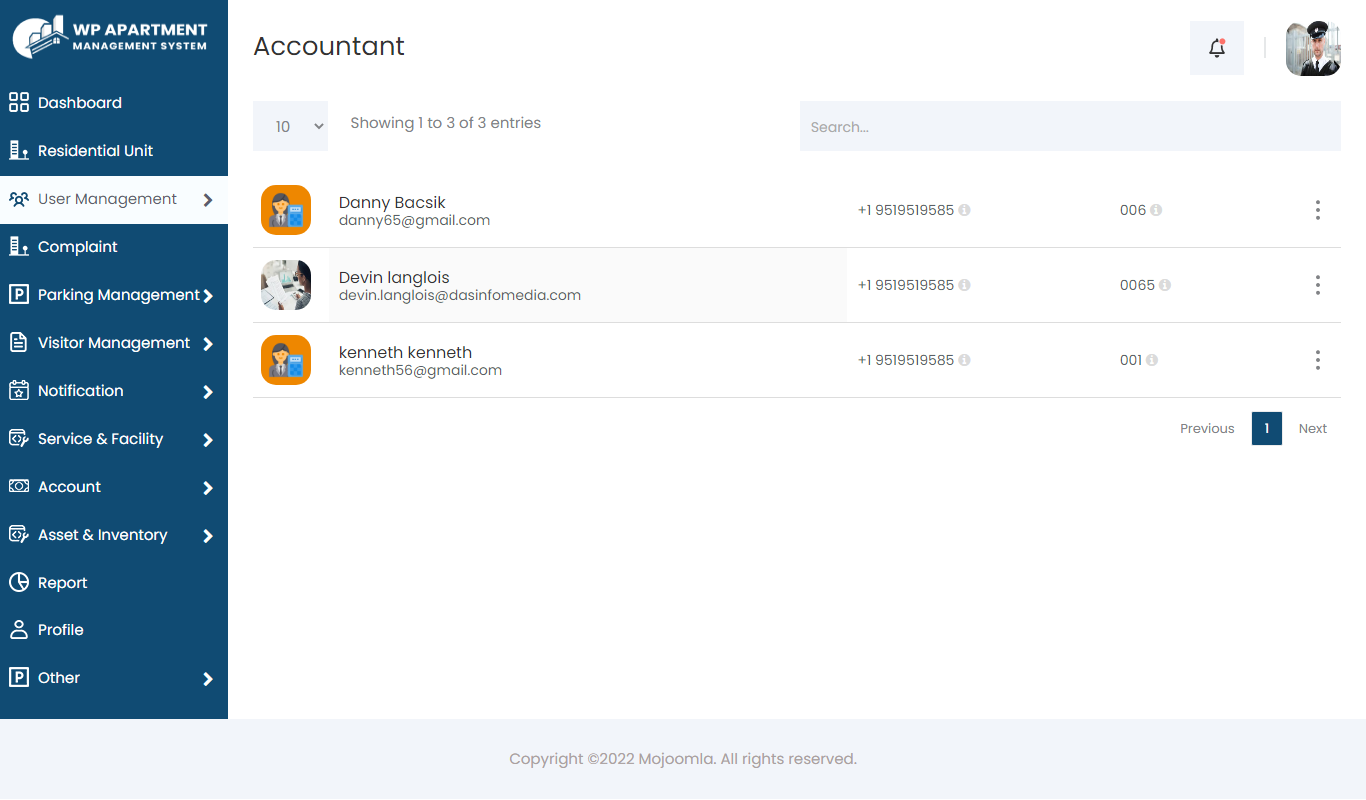 WP APARTMENT
MANAGEMENT SYSTEM
Dashboard
Residential Unit
User Management
Complaint
P Parking Management
Visitor Management
Notification
Service & Facility
Account
Asset & Inventory
Report
Profile
P Other
Accountant
10
Showing 1 to 3 of 3 entries
Search...
Danny Bacsik
danny65@gmail.com
+1 9519519585
006
Devin langlois
devin.langlois@dasinfomedia.com
+1 9519519585
0065
kenneth kenneth
kenneth56@gmail.com
+1 9519519585
001
Previous 1 Next
Copyright ©2022 Mojoomla. All rights reserved.